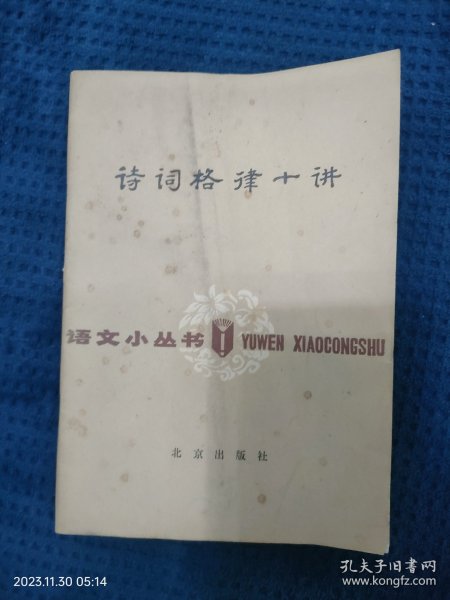 诗词格律十讲
语文小丛书 YUWEN XIAOCONGSHU
北京出版社
2023.11.30 05:14
孔夫子旧书网
www.kongfz.com